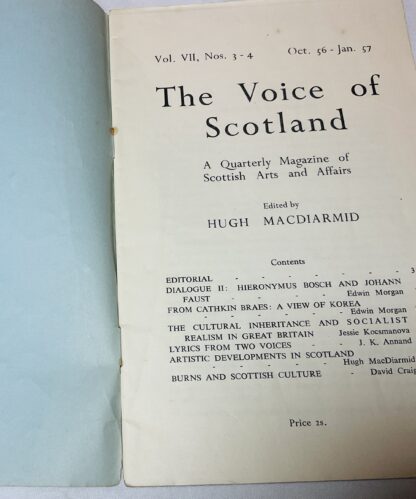 Vol. VII, Nos. 3 - 4 Oct. 56 - Jan. 57
The Voice of
Scotland
A Quarterly Magazine of
Scottish Arts and Affairs
Edited by
HUGH MACDIARMID
Contents
EDITORIAL - - - - - - - 3
DIALOGUE II: HIERONYMUS BOSCH AND JOHANN
FAUST - - - - - Edwin Morgan
FROM CATHKIN BRAES: A VIEW OF KOREA
- - - - - - Edwin Morgan
THE CULTURAL INHERITANCE AND SOCIALIST
REALISM IN GREAT BRITAIN - Jessie Kocsmanova
LYRICS FROM TWO VOICES - - J. K. Annand
ARTISTIC DEVELOPMENTS IN SCOTLAND
- - - - - Hugh MacDiarmid
BURNS AND SCOTTISH CULTURE - David Craig
Price 2s.